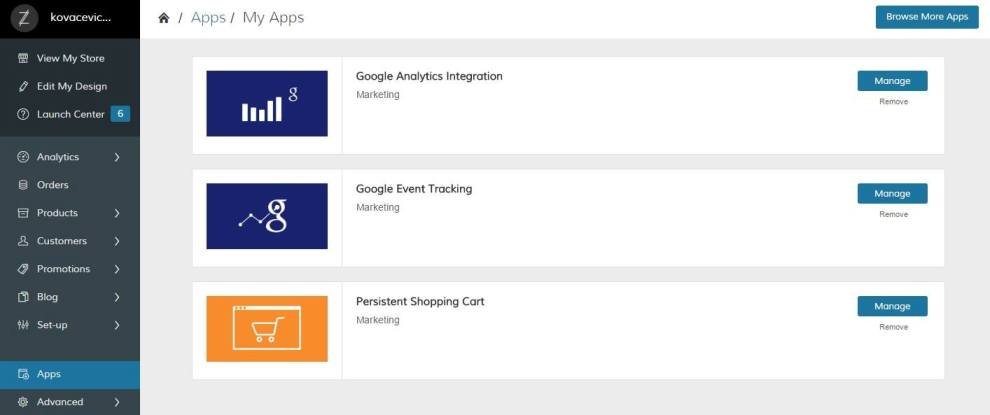 Z kovacevic...
/ Apps / My Apps
Browse More Apps
View My Store
Edit My Design
Launch Center 6
Analytics
Orders
Products
Customers
Promotions
Blog
Set-up
Apps
Advanced
g
Google Analytics Integration
Marketing
Manage
Remove
g
Google Event Tracking
Marketing
Manage
Remove
Persistent Shopping Cart
Marketing
Manage
Remove